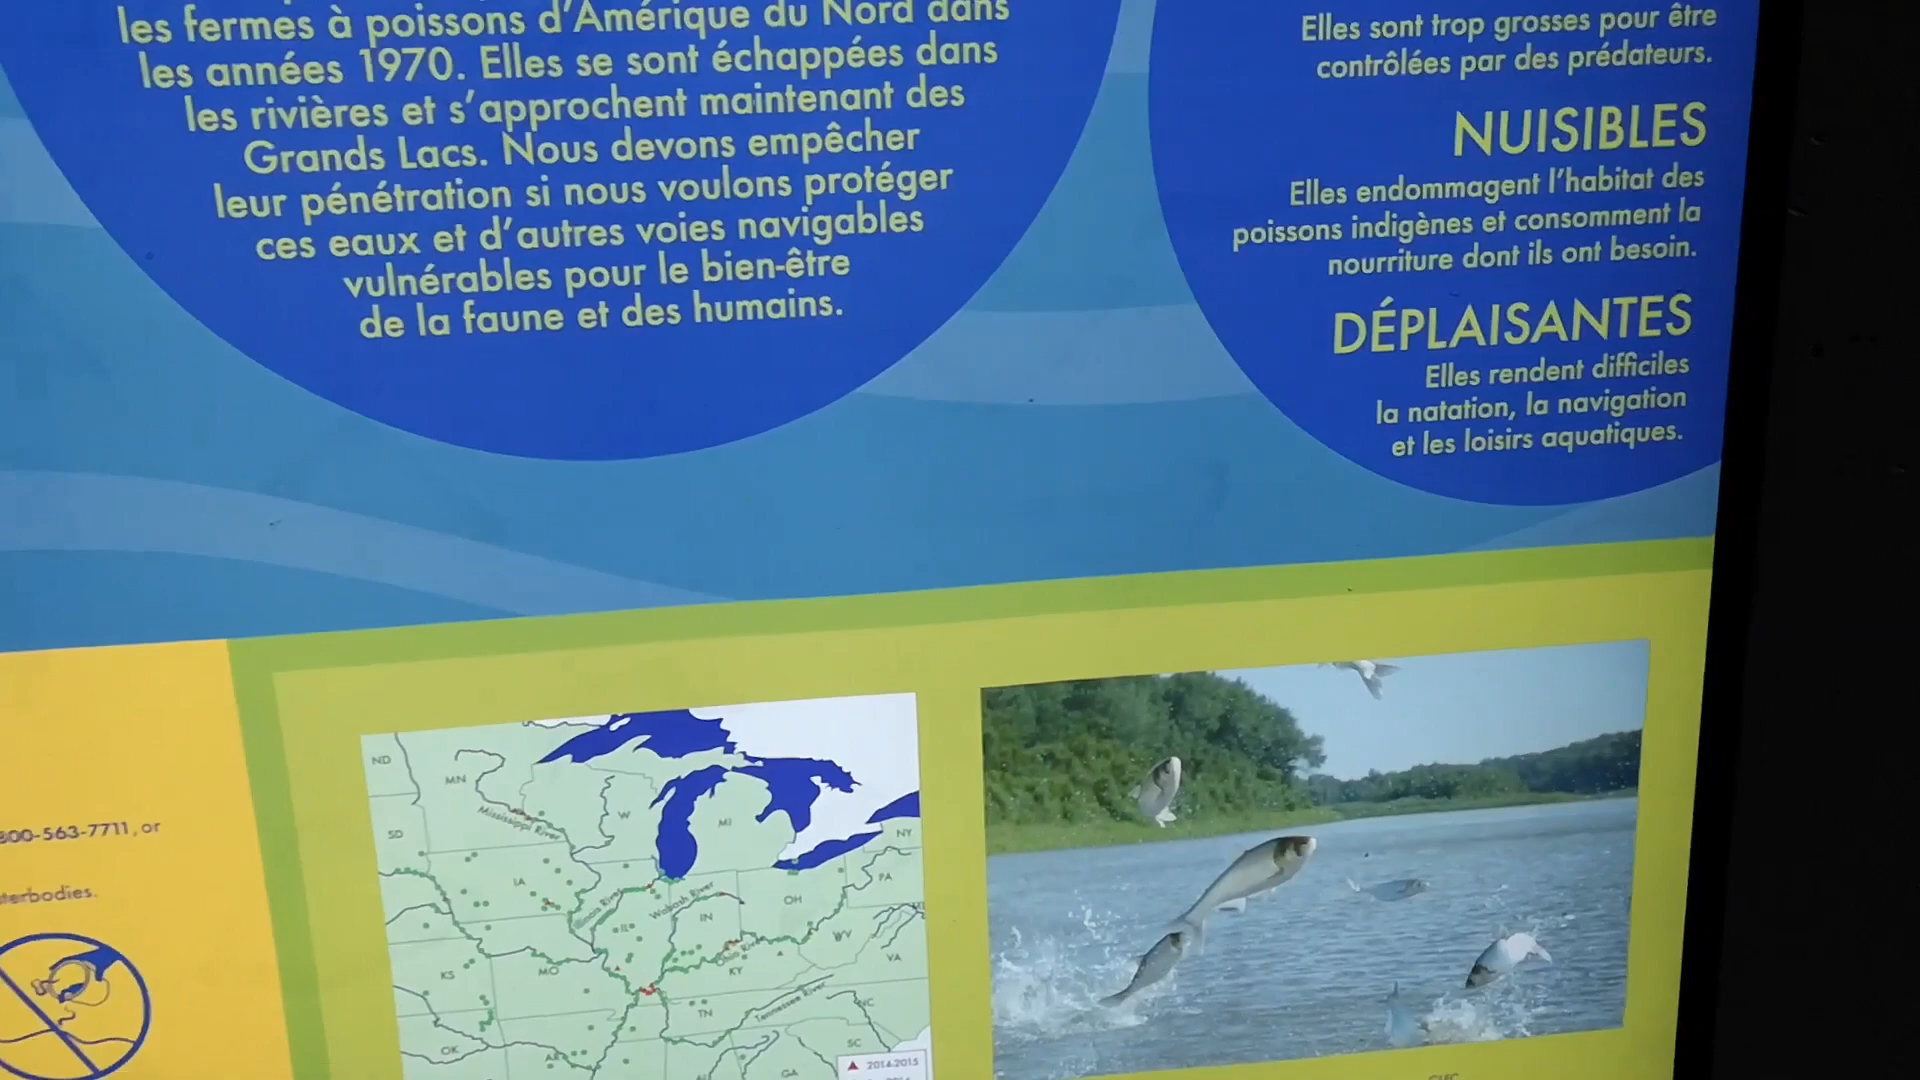 les fermes à poissons d'Amérique du Nord dans
les années 1970. Elles se sont échappées dans
les rivières et s'approchent maintenant des
Grands Lacs. Nous devons empêcher
leur pénétration si nous voulons protéger
ces eaux et d'autres voies navigables
vulnérables pour le bien-être
de la faune et des humains.
Elles sont trop grosses pour être
contrôlées par des prédateurs.
NUISIBLES
Elles endommagent l'habitat des
poissons indigènes et consomment la
nourriture dont ils ont besoin.
DÉPLAISANTES
Elles rendent difficiles
la natation, la navigation
et les loisirs aquatiques.
800-563-7711, or
terbodies.
ND
MN
Mississippi River
SD
W
MI
NY
IA
PA
Illinois River
Wabash River
IL
IN
OH
WV
VA
KS
MO
Ohio River
KY
TN
Tennessee River
NC
OK
AR
SC
GA
2014-2015